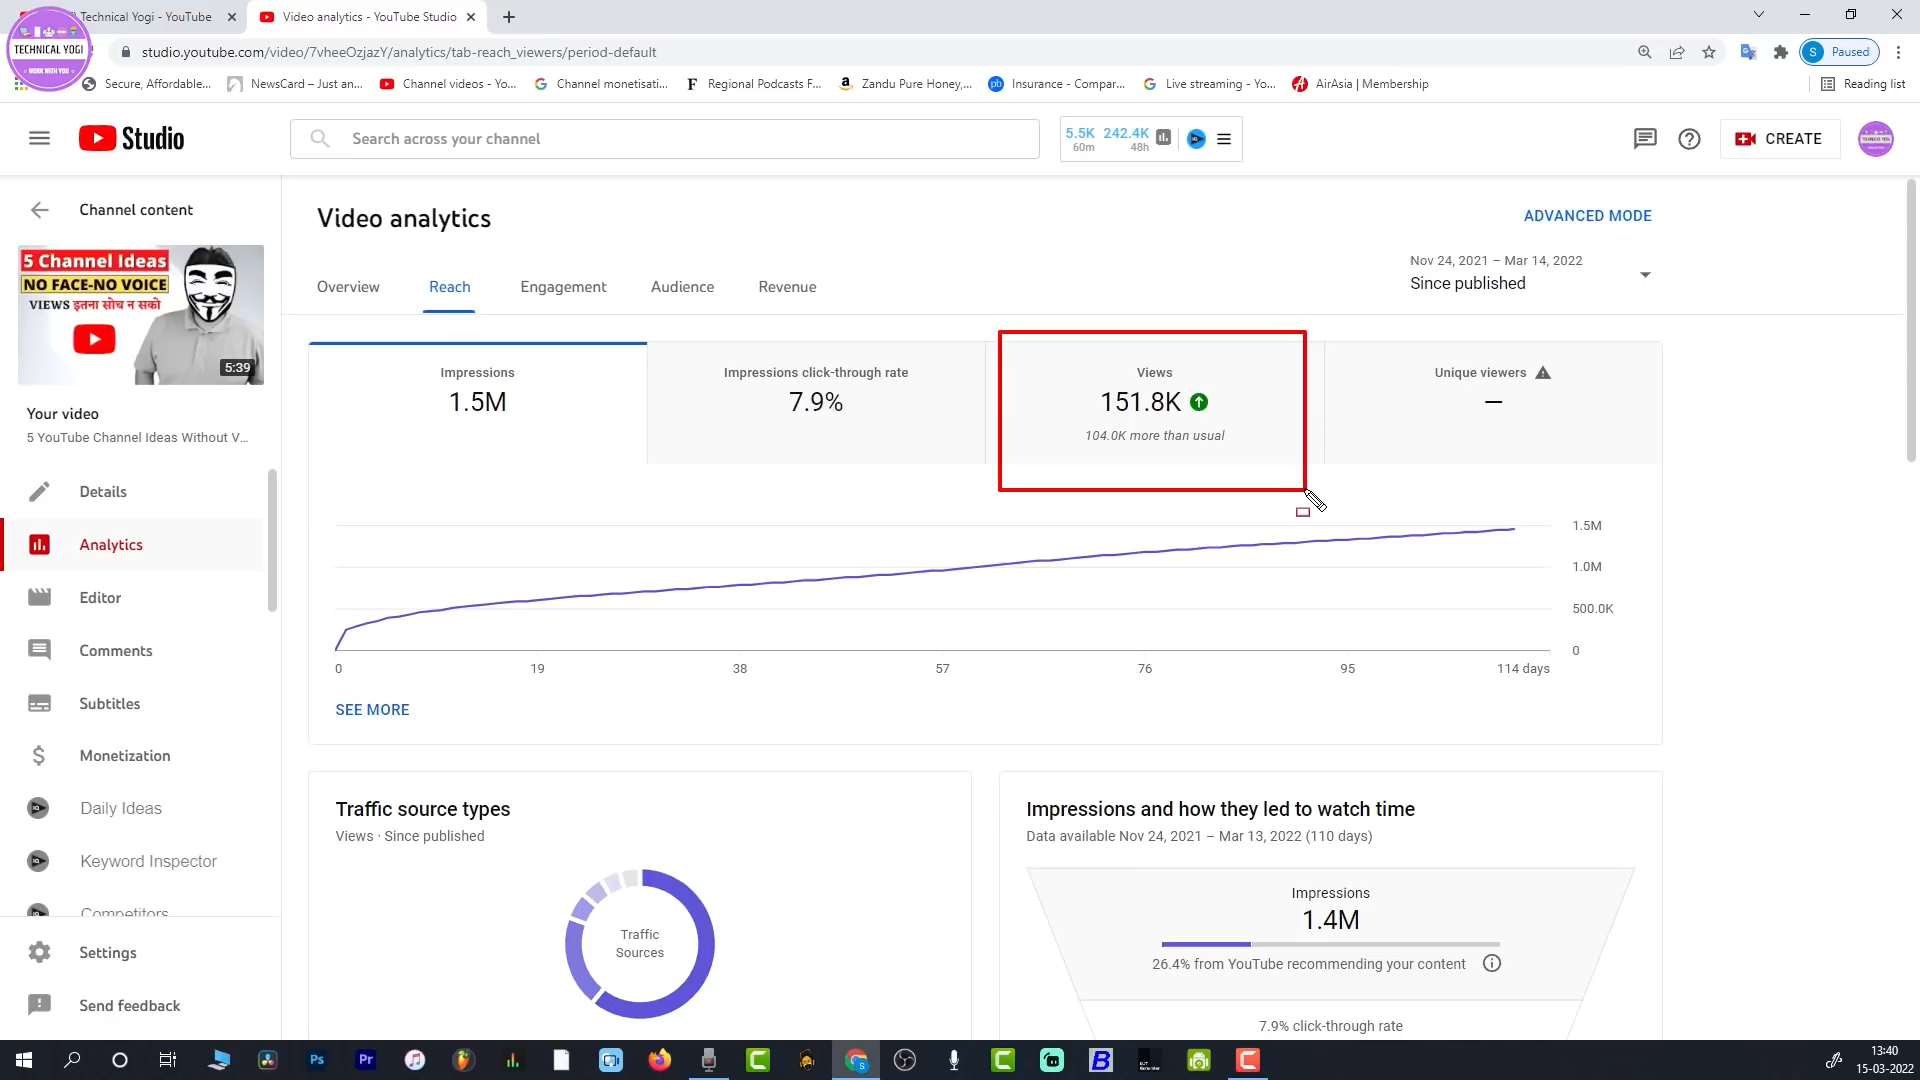 Technical Yogi - YouTube
Video analytics - YouTube Studio
TECHNICAL YOGI
WORK WITH YOU
studio.youtube.com/video/7vheeOzjazY/analytics/tab-reach_viewers/period-default
S Paused
Secure, Affordable...
NewsCard – Just an...
Channel videos - Yo...
Channel monetisati...
Regional Podcasts F...
Zandu Pure Honey,...
Insurance - Compar...
Live streaming - Yo...
AirAsia | Membership
Reading list
Studio
Search across your channel
5.5K 242.4K
60m 48h
CREATE
Channel content
5 Channel Ideas
NO FACE-NO VOICE
VIEWS इतना सोच न सको
5:39
Your video
5 YouTube Channel Ideas Without V...
Details
Analytics
Editor
Comments
Subtitles
Monetization
Daily Ideas
Keyword Inspector
Competitors
Settings
Send feedback
Video analytics
ADVANCED MODE
Nov 24, 2021 – Mar 14, 2022
Since published
Overview
Reach
Engagement
Audience
Revenue
Impressions
1.5M
Impressions click-through rate
7.9%
Views
151.8K
104.0K more than usual
Unique viewers
—
1.5M
1.0M
500.0K
0
0 19 38 57 76 95 114 days
SEE MORE
Traffic source types
Views · Since published
Traffic
Sources
Impressions and how they led to watch time
Data available Nov 24, 2021 – Mar 13, 2022 (110 days)
Impressions
1.4M
26.4% from YouTube recommending your content
7.9% click-through rate
Ps
Pr
13:40
15-03-2022